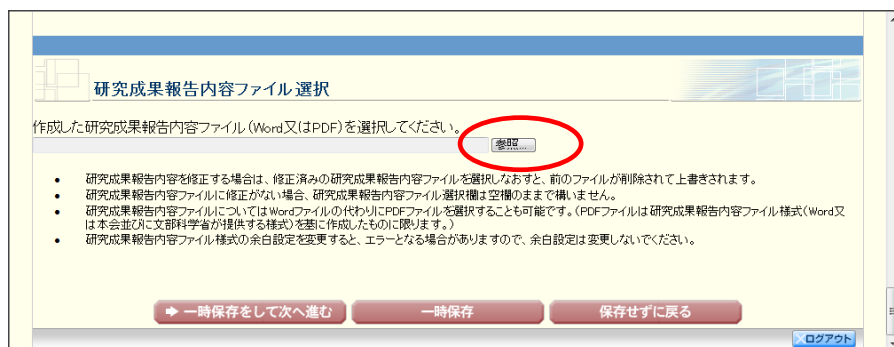 研究成果報告内容ファイル選択
作成した研究成果報告内容ファイル(Word又はPDF)を選択してください。
参照...
• 研究成果報告内容を修正する場合は、修正済みの研究成果報告内容ファイルを選択しなおすと、前のファイルが削除されて上書きされます。
• 研究成果報告内容ファイルに修正がない場合、研究成果報告内容ファイル選択欄は空欄のままで構いません。
• 研究成果報告内容ファイルについてはWordファイルの代わりにPDFファイルを選択することも可能です。(PDFファイルは研究成果報告内容ファイル様式(Word又
は本会並びに文部科学省が提供する様式)を基に作成したものに限ります。)
• 研究成果報告内容ファイル様式の余白設定を変更すると、エラーとなる場合がありますので、余白設定は変更しないでください。
一時保存をして次へ進む
一時保存
保存せずに戻る
ログアウト